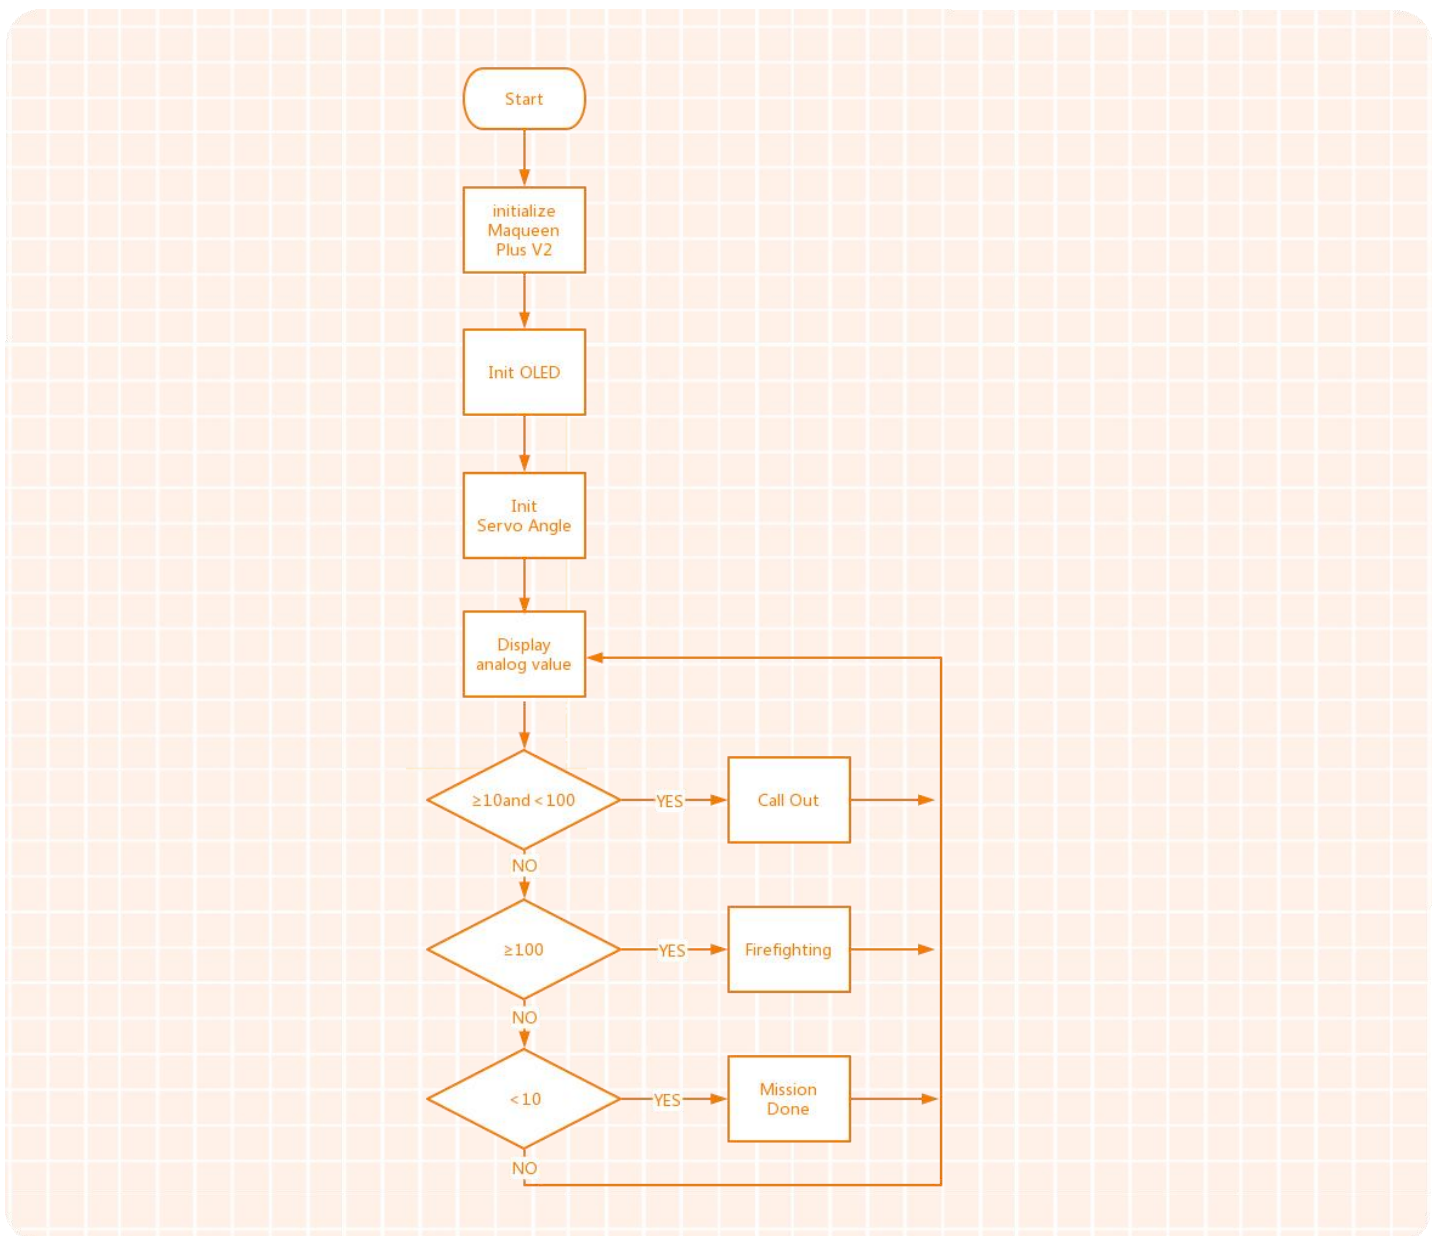 Start
initialize
Maqueen
Plus V2
Init OLED
Init
Servo Angle
Display
analog value
≥10and<100
YES
Call Out
NO
≥100
YES
Firefighting
NO
<10
YES
Mission
Done
NO